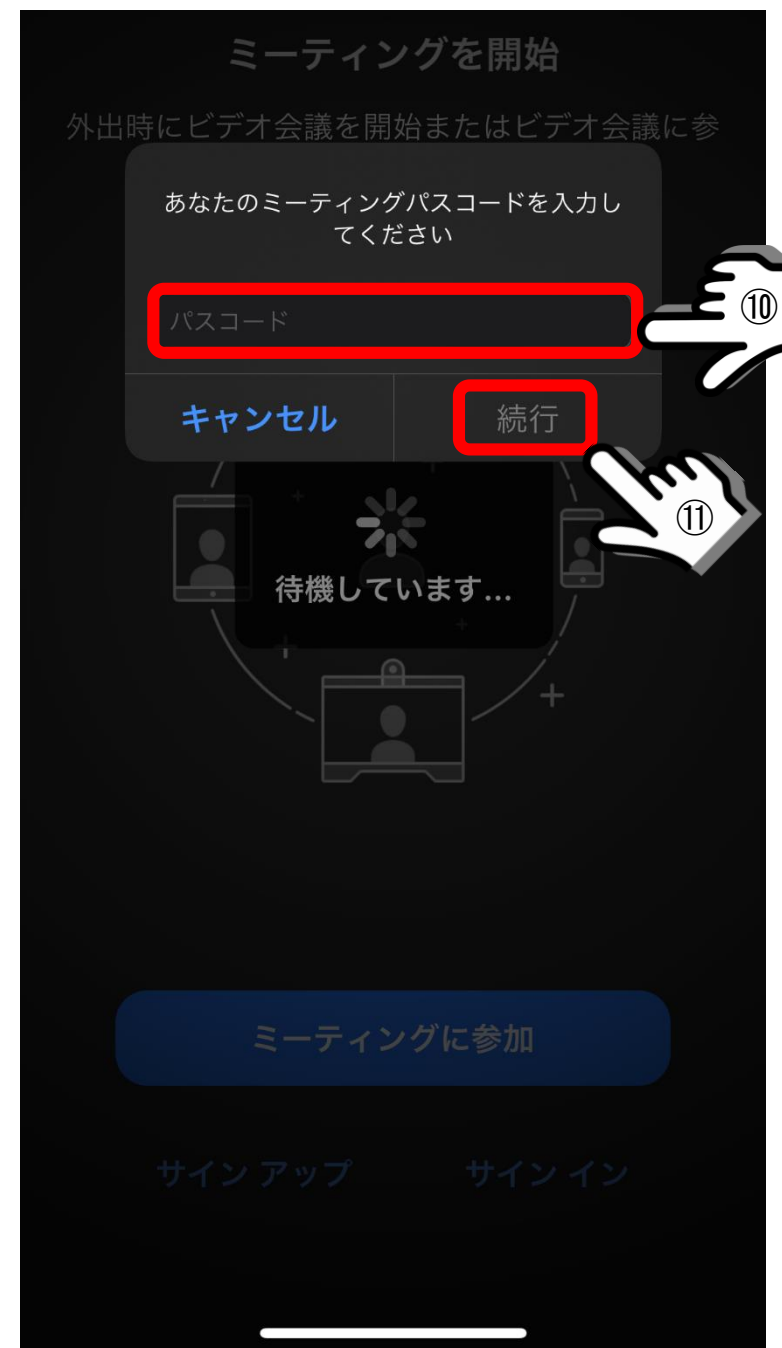 ミーティングを開始
外出時にビデオ会議を開始またはビデオ会議に参
あなたのミーティングパスコードを入力し
てください
パスコード
⑩
キャンセル
続行
⑪
待機しています...
ミーティングに参加
サイン アップ
サイン イン